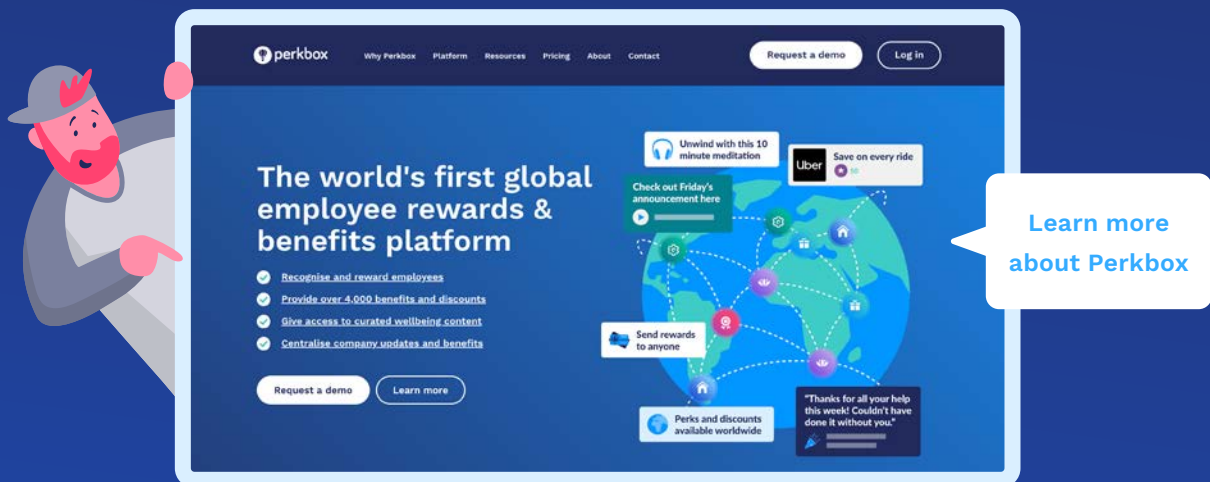 perkbox
Why Perkbox
Platform
Resources
Pricing
About
Contact
Request a demo
Log in
The world's first global
employee rewards &
benefits platform
Recognise and reward employees
Provide over 4,000 benefits and discounts
Give access to curated wellbeing content
Centralise company updates and benefits
Request a demo
Learn more
Unwind with this 10
minute meditation
Uber
Save on every ride
50
Check out Friday's
announcement here
Send rewards
to anyone
Perks and discounts
available worldwide
"Thanks for all your help
this week! Couldn't have
done it without you."
Learn more
about Perkbox